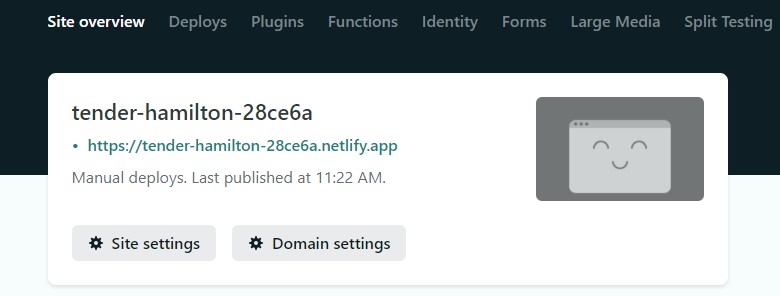 Site overview Deploys Plugins Functions Identity Forms Large Media Split Testing
tender-hamilton-28ce6a
• https://tender-hamilton-28ce6a.netlify.app
Manual deploys. Last published at 11:22 AM.
Site settings Domain settings